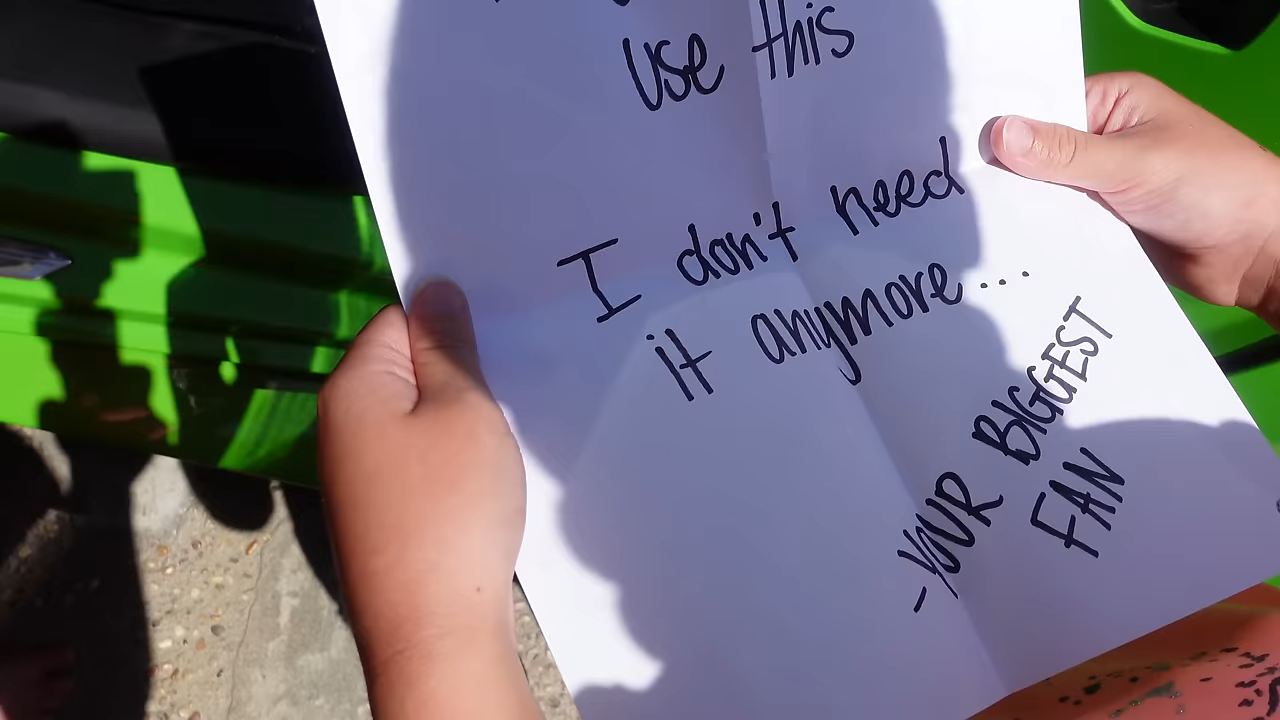 use this
I don't need
it anymore...
-YOUR BIGGEST
FAN